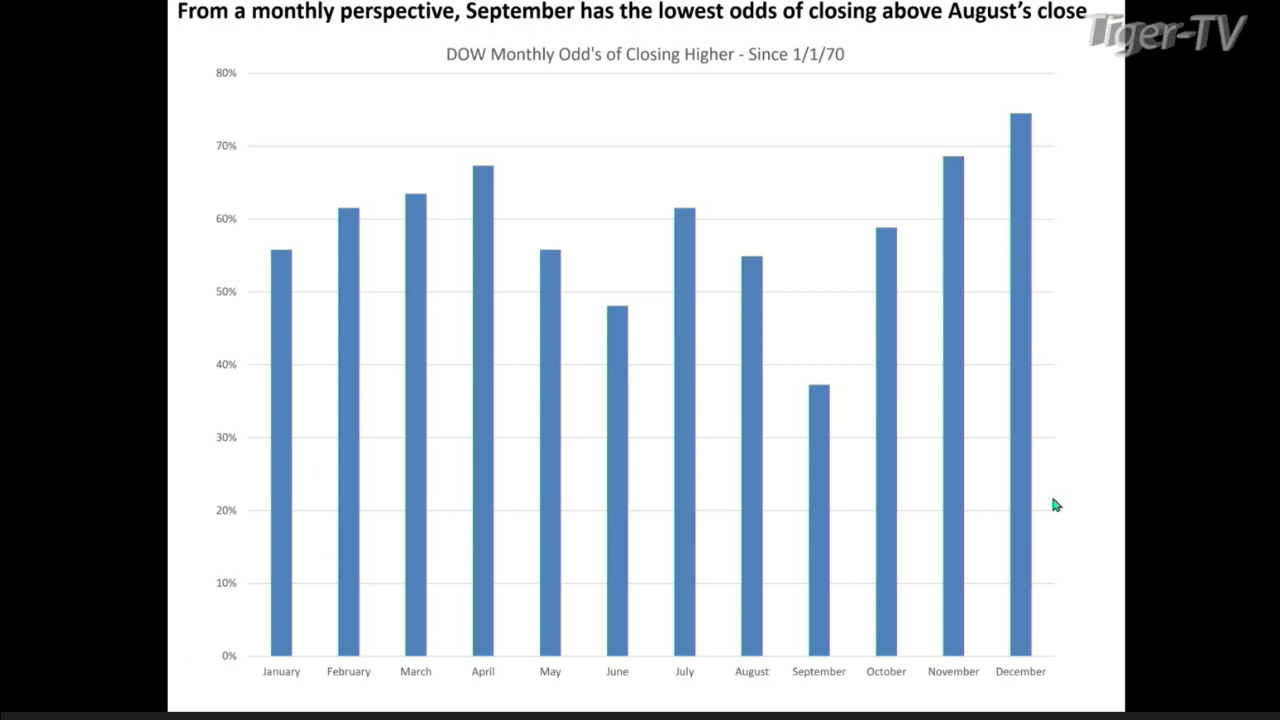 From a monthly perspective, September has the lowest odds of closing above August’s close
Tiger-TV
DOW Monthly Odd's of Closing Higher - Since 1/1/70
80%
70%
60%
50%
40%
30%
20%
10%
0%
January February March April May June July August September October November December